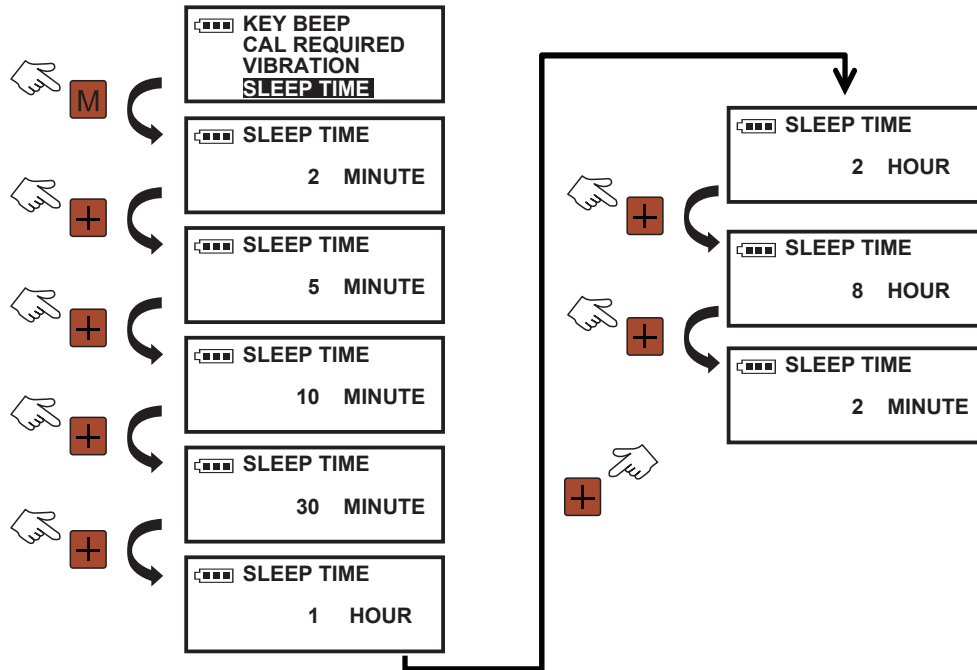 KEY BEEP
CAL REQUIRED
VIBRATION
SLEEP TIME
M
SLEEP TIME
2 MINUTE
+
SLEEP TIME
5 MINUTE
+
SLEEP TIME
10 MINUTE
+
SLEEP TIME
30 MINUTE
+
SLEEP TIME
1 HOUR
SLEEP TIME
2 HOUR
+
SLEEP TIME
8 HOUR
+
SLEEP TIME
2 MINUTE
+